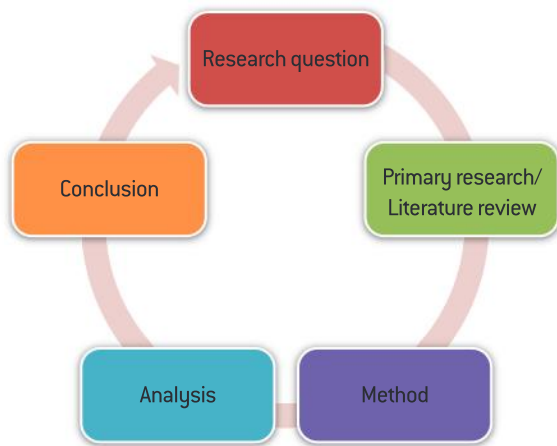 Research question
Primary research/
Literature review
Method
Analysis
Conclusion